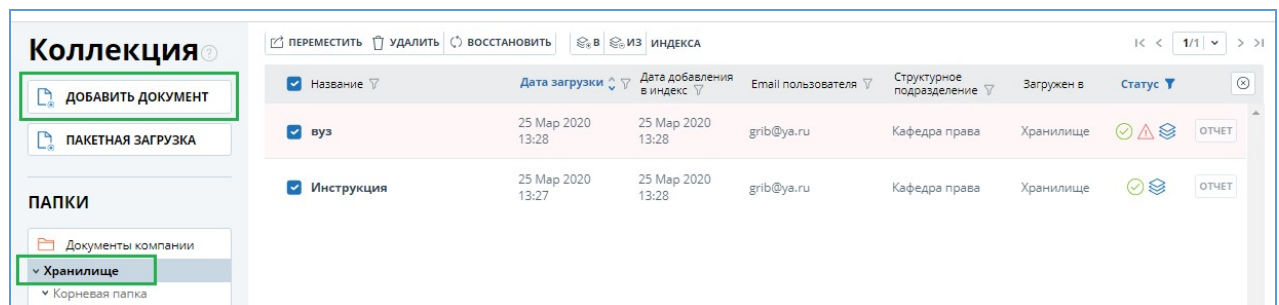 Коллекция ?
ДОБАВИТЬ ДОКУМЕНТ
ПАКЕТНАЯ ЗАГРУЗКА
ПАПКИ
Документы компании
Хранилище
Корневая папка
ПЕРЕМЕСТИТЬ УДАЛИТЬ ВОССТАНОВИТЬ В ИЗ ИНДЕКСА 1/1
Название Дата загрузки Дата добавления в индекс Email пользователя Структурное подразделение Загружен в Статус
вуз 25 Мар 2020 13:28 25 Мар 2020 13:28 grib@ya.ru Кафедра права Хранилище ОТЧЕТ
Инструкция 25 Мар 2020 13:27 25 Мар 2020 13:28 grib@ya.ru Кафедра права Хранилище ОТЧЕТ